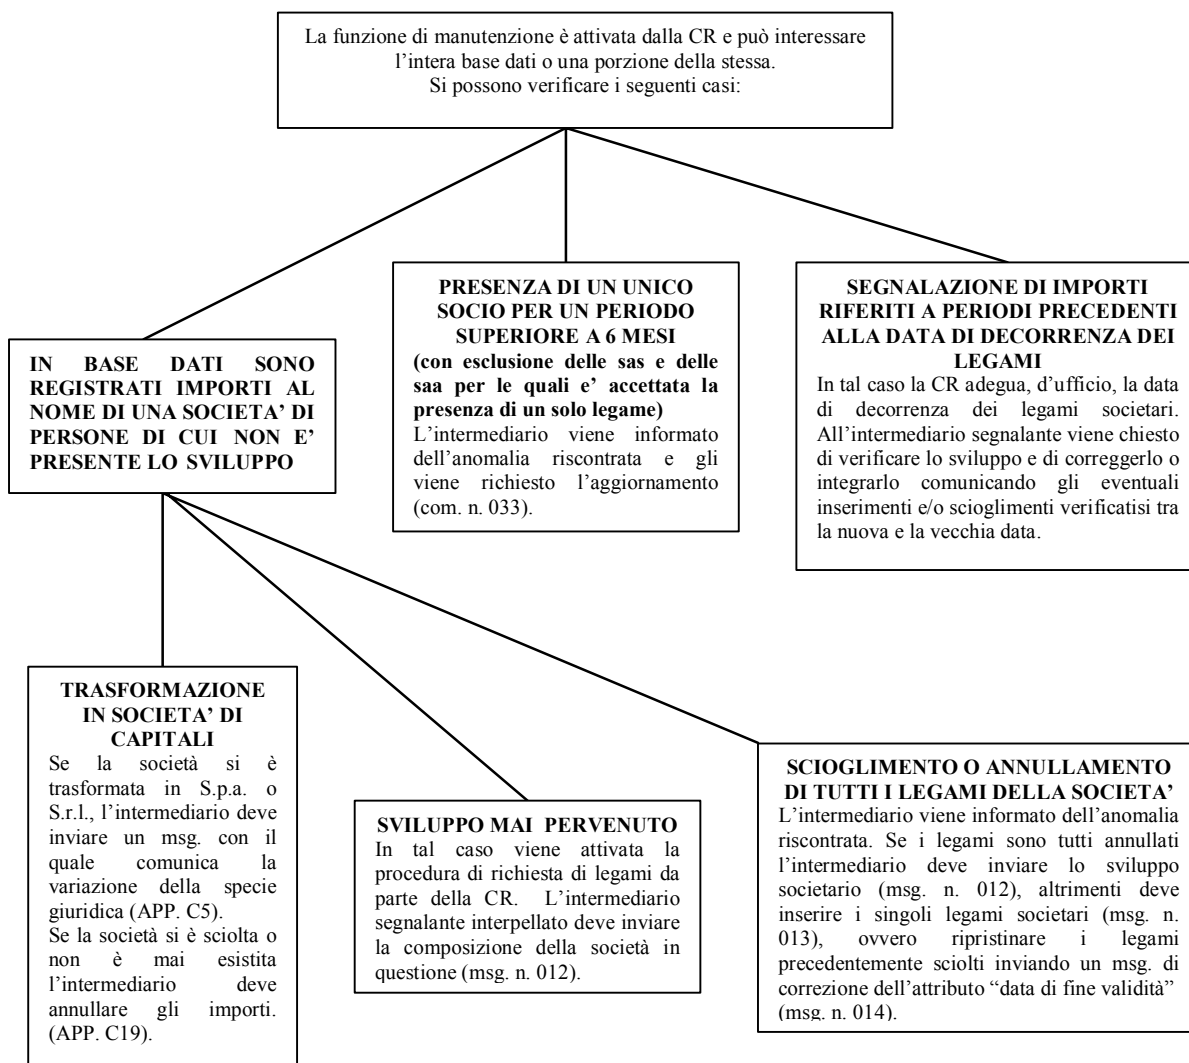 La funzione di manutenzione è attivata dalla CR e può interessare
l’intera base dati o una porzione della stessa.
Si possono verificare i seguenti casi:
IN BASE DATI SONO
REGISTRATI IMPORTI AL
NOME DI UNA SOCIETA’ DI
PERSONE DI CUI NON E’
PRESENTE LO SVILUPPO
PRESENZA DI UN UNICO
SOCIO PER UN PERIODO
SUPERIORE A 6 MESI
(con esclusione delle sas e delle
saa per le quali e’ accettata la
presenza di un solo legame)
L’intermediario viene informato
dell’anomalia riscontrata e gli
viene richiesto l’aggiornamento
(com. n. 033).
SEGNALAZIONE DI IMPORTI
RIFERITI A PERIODI PRECEDENTI
ALLA DATA DI DECORRENZA DEI
LEGAMI
In tal caso la CR adegua, d’ufficio, la data
di decorrenza dei legami societari.
All’intermediario segnalante viene chiesto
di verificare lo sviluppo e di correggerlo o
integrarlo comunicando gli eventuali
inserimenti e/o scioglimenti verificatisi tra
la nuova e la vecchia data.
TRASFORMAZIONE
IN SOCIETA’ DI
CAPITALI
Se la società si è
trasformata in S.p.a. o
S.r.l., l’intermediario deve
inviare un msg. con il
quale comunica la
variazione della specie
giuridica (APP. C5).
Se la società si è sciolta o
non è mai esistita
l’intermediario deve
annullare gli importi.
(APP. C19).
SVILUPPO MAI PERVENUTO
In tal caso viene attivata la
procedura di richiesta di legami da
parte della CR. L’intermediario
segnalante interpellato deve inviare
la composizione della società in
questione (msg. n. 012).
SCIOGLIMENTO O ANNULLAMENTO
DI TUTTI I LEGAMI DELLA SOCIETA’
L’intermediario viene informato dell’anomalia
riscontrata. Se i legami sono tutti annullati
l’intermediario deve inviare lo sviluppo
societario (msg. n. 012), altrimenti deve
inserire i singoli legami societari (msg. n.
013), ovvero ripristinare i legami
precedentemente sciolti inviando un msg. di
correzione dell’attributo “data di fine validità”
(msg. n. 014).